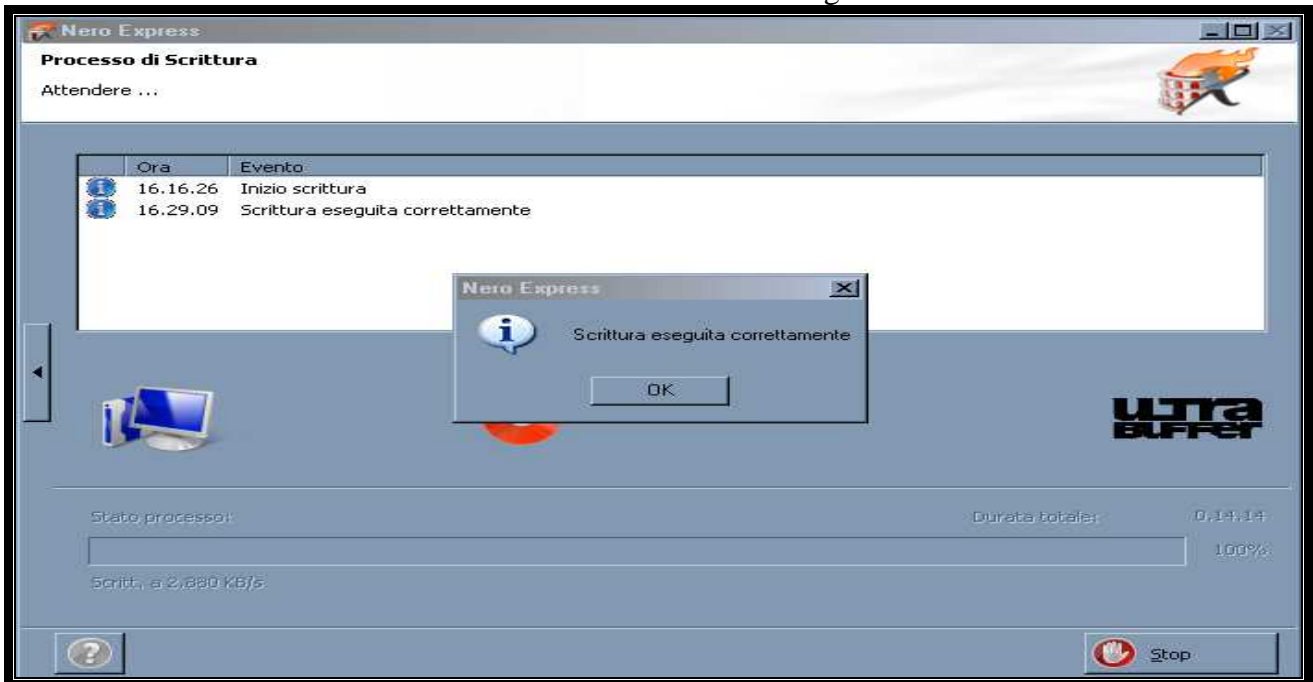 Nero Express
Processo di Scrittura
Attendere ...
Ora Evento
16.16.26 Inizio scrittura
16.29.09 Scrittura eseguita correttamente
Nero Express
Scrittura eseguita correttamente
OK
ultra
BUFFer
Stato processo: Durata totale: 0.14.14
100%
Scritt. a 2.880 KB/s
Stop